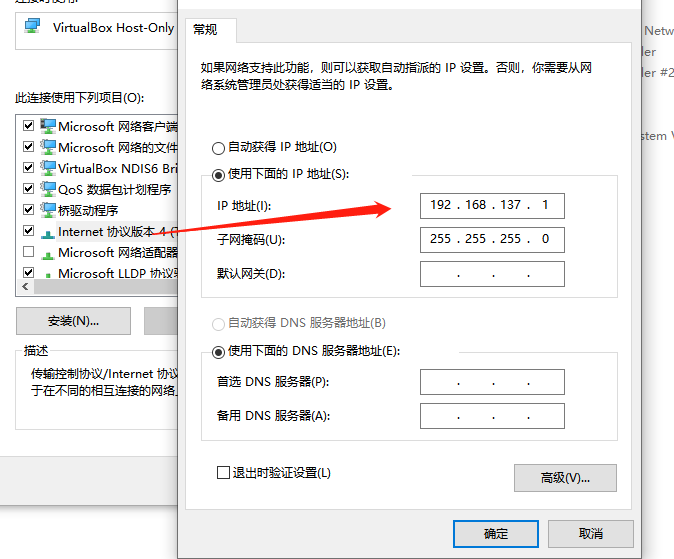 VirtualBox Host-Only
此连接使用下列项目(O):
Microsoft 网络客户端
Microsoft 网络的文件
VirtualBox NDIS6 Bri
QoS 数据包计划程序
桥驱动程序
Internet 协议版本 4 (
Microsoft 网络适配器
Microsoft LLDP 协议
安装(N)...
描述
传输控制协议/Internet 协议
于在不同的相互连接的网络
常规
如果网络支持此功能，则可以获取自动指派的 IP 设置。否则，你需要从网
络系统管理员处获得适当的 IP 设置。
自动获得 IP 地址(O)
使用下面的 IP 地址(S):
IP 地址(I):
192 . 168 . 137 . 1
子网掩码(U):
255 . 255 . 255 . 0
默认网关(D):
. . .
自动获得 DNS 服务器地址(B)
使用下面的 DNS 服务器地址(E):
首选 DNS 服务器(P):
. . .
备用 DNS 服务器(A):
. . .
退出时验证设置(L)
高级(V)...
确定
取消
Netw
ler
ler #2
stem V